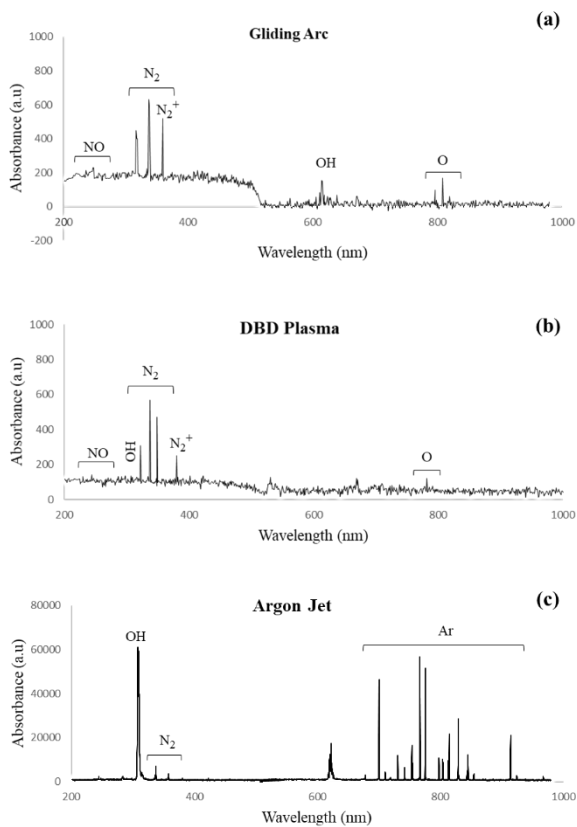 (a)
Gliding Arc
1000
800
600
400
200
0
-200
Absorbance (a.u)
NO
N2
N2+
OH
O
200 400 600 800 1000
Wavelength (nm)
(b)
DBD Plasma
1000
800
600
400
200
0
Absorbance (a.u)
NO
OH
N2
N2+
O
200 400 600 800 1000
Wavelength (nm)
(c)
Argon Jet
80000
60000
40000
20000
0
Absorbance (a.u)
OH
N2
Ar
200 400 600 800 1000
Wavelength (nm)